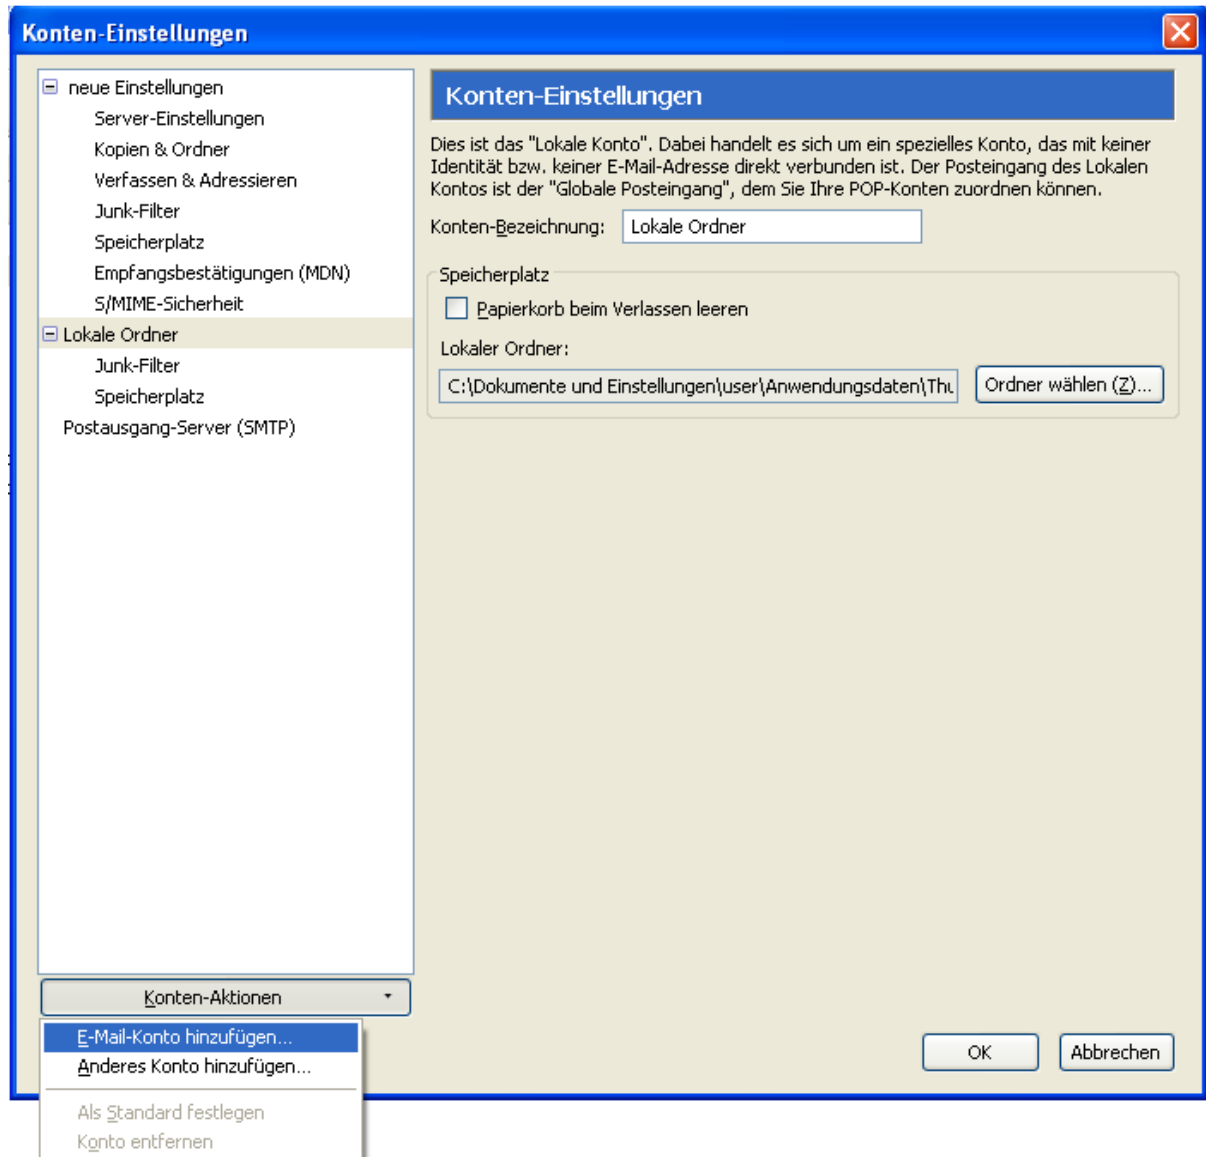 Konten-Einstellungen
neue Einstellungen
Server-Einstellungen
Kopien & Ordner
Verfassen & Adressieren
Junk-Filter
Speicherplatz
Empfangsbestätigungen (MDN)
S/MIME-Sicherheit
Lokale Ordner
Junk-Filter
Speicherplatz
Postausgang-Server (SMTP)
Konten-Einstellungen
Dies ist das "Lokale Konto". Dabei handelt es sich um ein spezielles Konto, das mit keiner
Identität bzw. keiner E-Mail-Adresse direkt verbunden ist. Der Posteingang des Lokalen
Kontos ist der "Globale Posteingang", dem Sie Ihre POP-Konten zuordnen können.
Konten-Bezeichnung: Lokale Ordner
Speicherplatz
Papierkorb beim Verlassen leeren
Lokaler Ordner:
C:\Dokumente und Einstellungen\user\Anwendungsdaten\Thu Ordner wählen (Z)...
Konten-Aktionen
E-Mail-Konto hinzufügen...
Anderes Konto hinzufügen...
Als Standard festlegen
Konto entfernen
OK Abbrechen